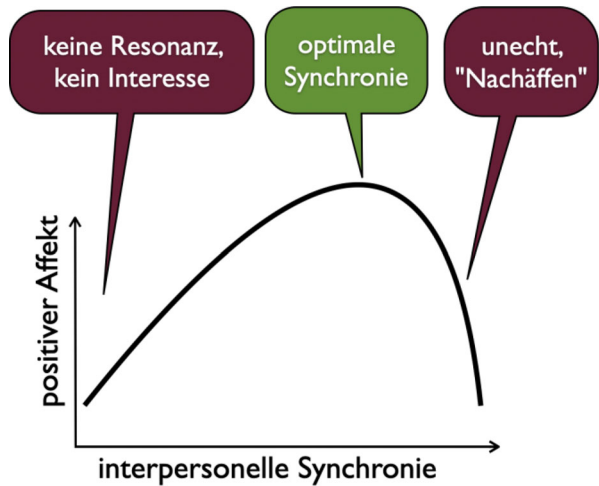 keine Resonanz,
kein Interesse
optimale
Synchronie
unecht,
"Nachäffen"
positiver Affekt
interpersonelle Synchronie